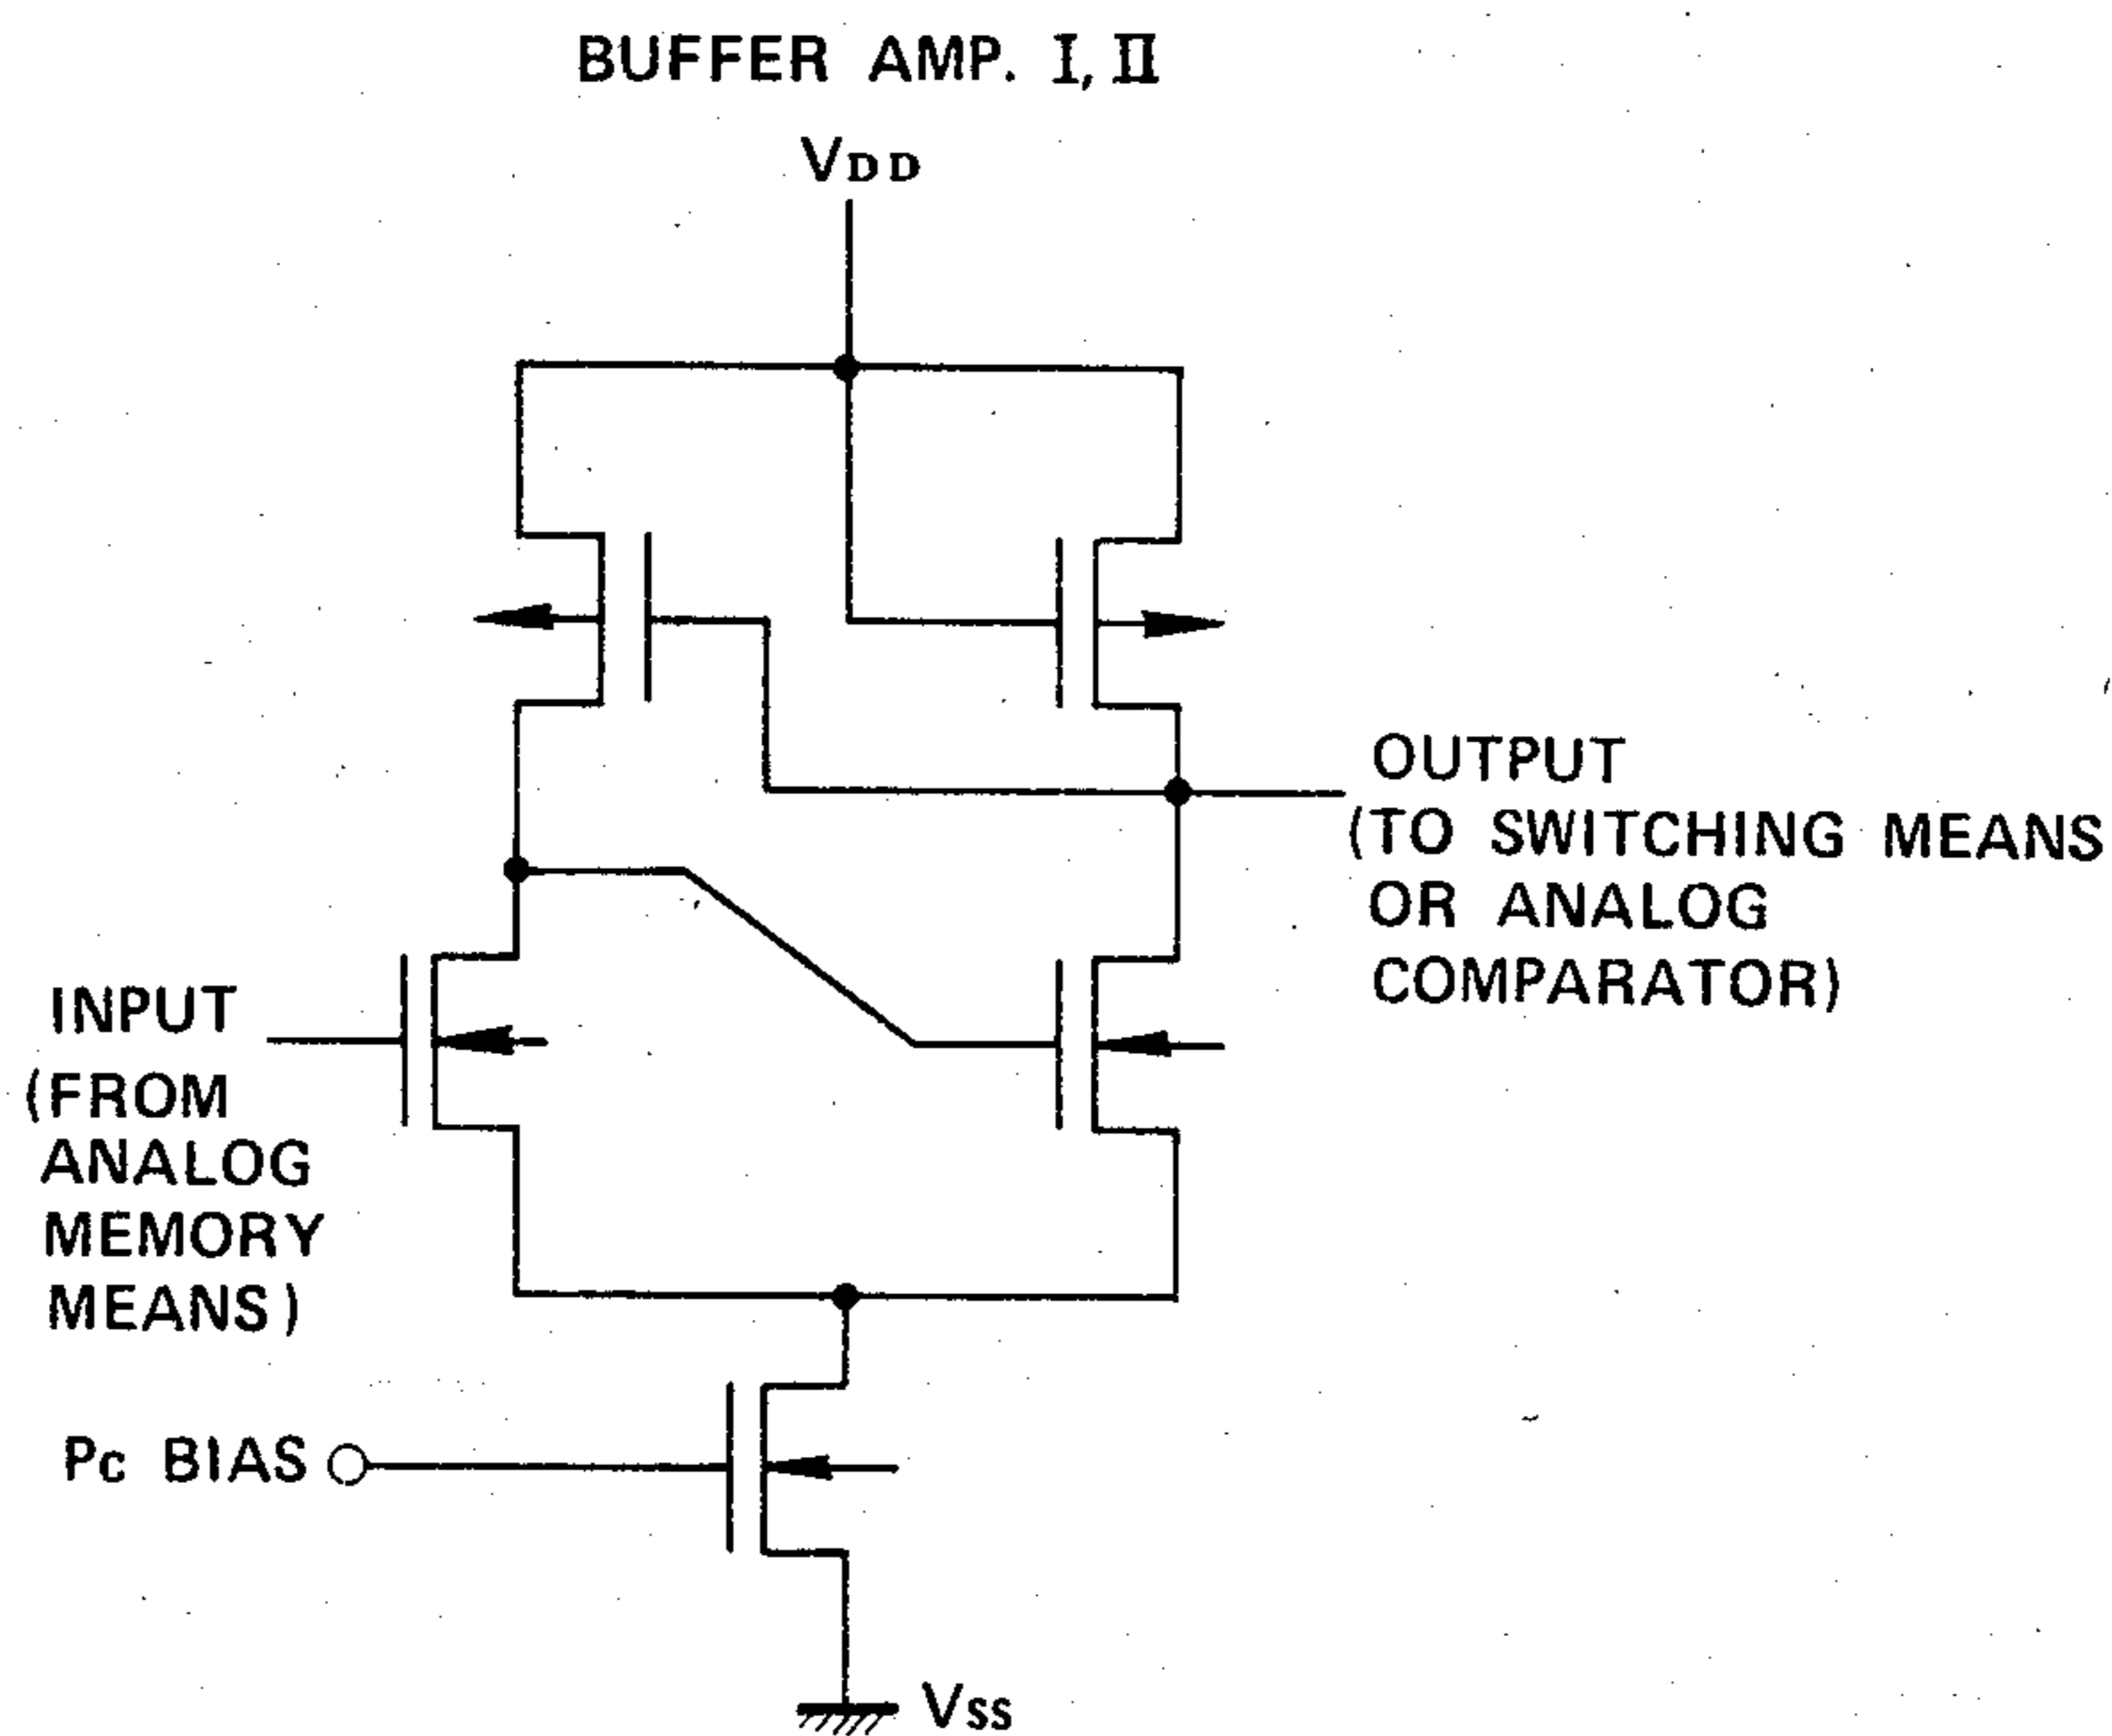 BUFFER AMP. I, II
VDD
OUTPUT
(TO SWITCHING MEANS
OR ANALOG
COMPARATOR)
INPUT
(FROM
ANALOG
MEMORY
MEANS)
Pc BIAS
VSS